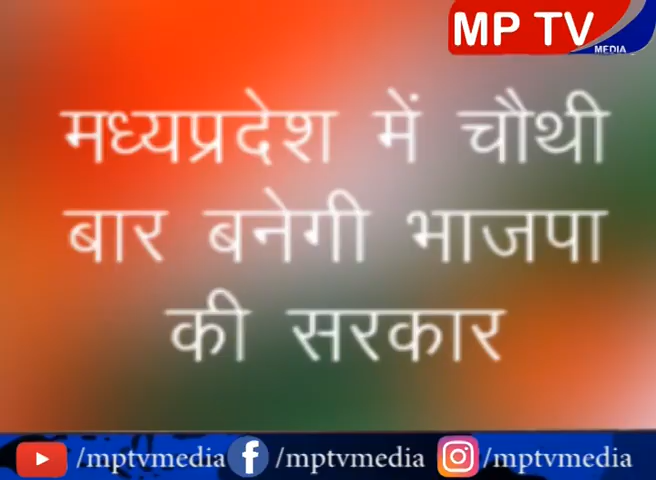 MP TV
MEDIA
मध्यप्रदेश में चौथी
बार बनेगी भाजपा
की सरकार
/mptvmedia /mptvmedia /mptvmedia